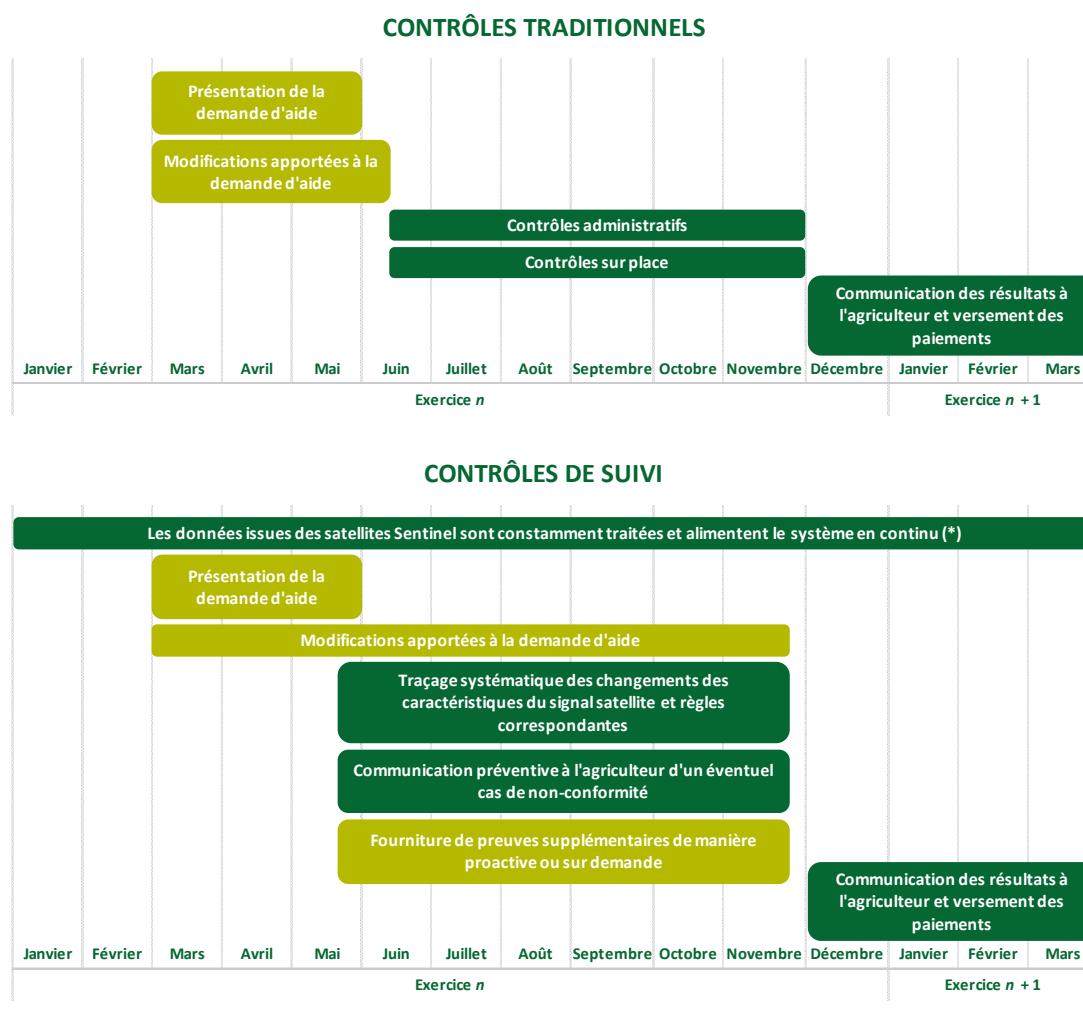 CONTRÔLES TRADITIONNELS
Présentation de la
demande d'aide
Modifications apportées à la
demande d'aide
Contrôles administratifs
Contrôles sur place
Communication des résultats à
l'agriculteur et versement des
paiements
Janvier Février Mars Avril Mai Juin Juillet Août Septembre Octobre Novembre Décembre Janvier Février Mars
Exercice n Exercice n + 1
CONTRÔLES DE SUIVI
Les données issues des satellites Sentinel sont constamment traitées et alimentent le système en continu (*)
Présentation de la
demande d'aide
Modifications apportées à la demande d'aide
Traçage systématique des changements des
caractéristiques du signal satellite et règles
correspondantes
Communication préventive à l'agriculteur d'un éventuel
cas de non-conformité
Fourniture de preuves supplémentaires de manière
proactive ou sur demande
Communication des résultats à
l'agriculteur et versement des
paiements
Janvier Février Mars Avril Mai Juin Juillet Août Septembre Octobre Novembre Décembre Janvier Février Mars
Exercice n Exercice n + 1